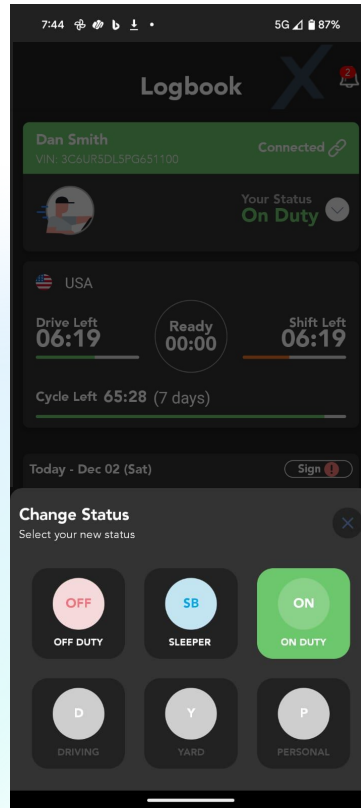 7:44 b 5G 87%
Logbook X 2
Dan Smith
VIN: 3C6UR5DL5PG651100
Connected
Your Status
On Duty
USA
Drive Left
06:19
Ready
00:00
Shift Left
06:19
Cycle Left 65:28 (7 days)
Today - Dec 02 (Sat) Sign !
Change Status
Select your new status
OFF SB ON
OFF DUTY SLEEPER ON DUTY
D Y P
DRIVING YARD PERSONAL